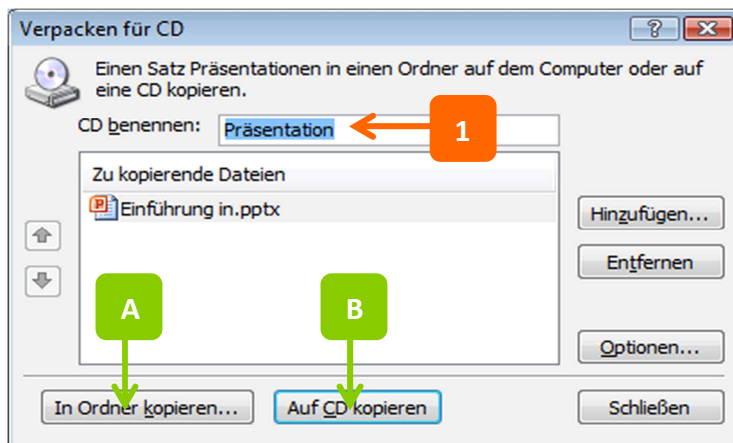 Verpacken für CD
Einen Satz Präsentationen in einen Ordner auf dem Computer oder auf
eine CD kopieren.
CD benennen: Präsentation 1
Zu kopierende Dateien
Einführung in.pptx
Hinzufügen...
Entfernen
A B
Optionen...
In Ordner kopieren... Auf CD kopieren Schließen